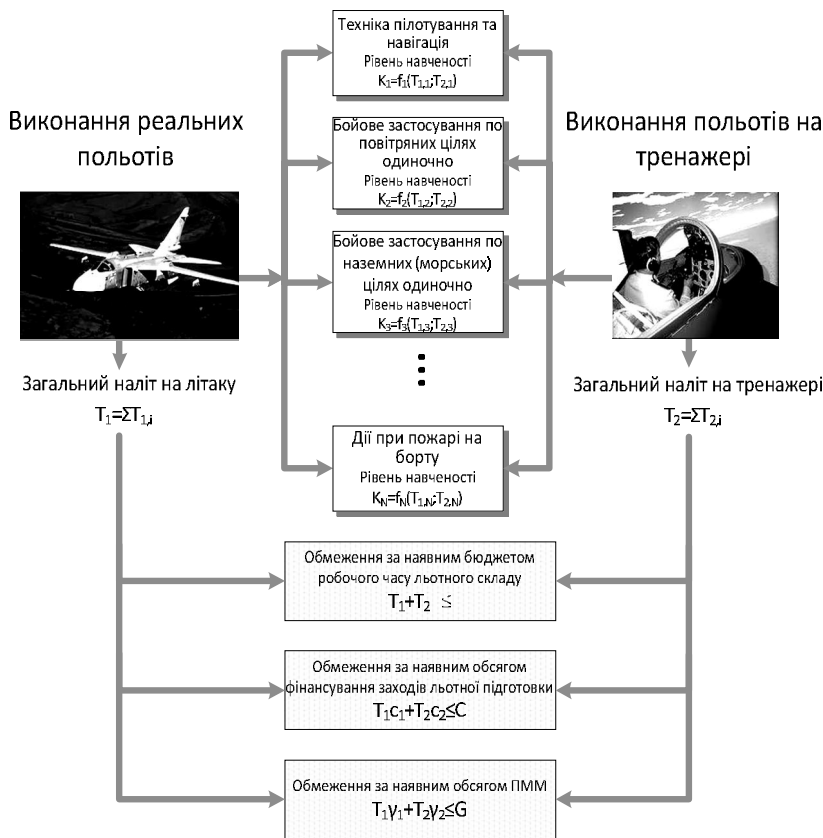 Техніка пілотування та
навігація
Рівень навченості
K₁=f₁(T₁,₁;T₂,₁)
Виконання реальних
польотів
Бойове застосування по
повітряних цілях
одиночно
Рівень навченості
K₂=f₂(T₁,₂;T₂,₂)
Виконання польотів на
тренажері
Бойове застосування по
наземних (морських)
цілях одиночно
Рівень навченості
K₃=f₃(T₁,₃;T₂,₃)
Загальний наліт на літаку
T₁=ΣT₁,ᵢ
Загальний наліт на тренажері
T₂=ΣT₂,ᵢ
Дії при пожарі на
борту
Рівень навченості
K_N=f_N(T₁,N;T₂,N)
Обмеження за наявним бюджетом
робочого часу льотного складу
T₁+T₂ ≤
Обмеження за наявним обсягом
фінансування заходів льотної підготовки
T₁c₁+T₂c₂≤C
Обмеження за наявним обсягом ПММ
T₁γ₁+T₂γ₂≤G